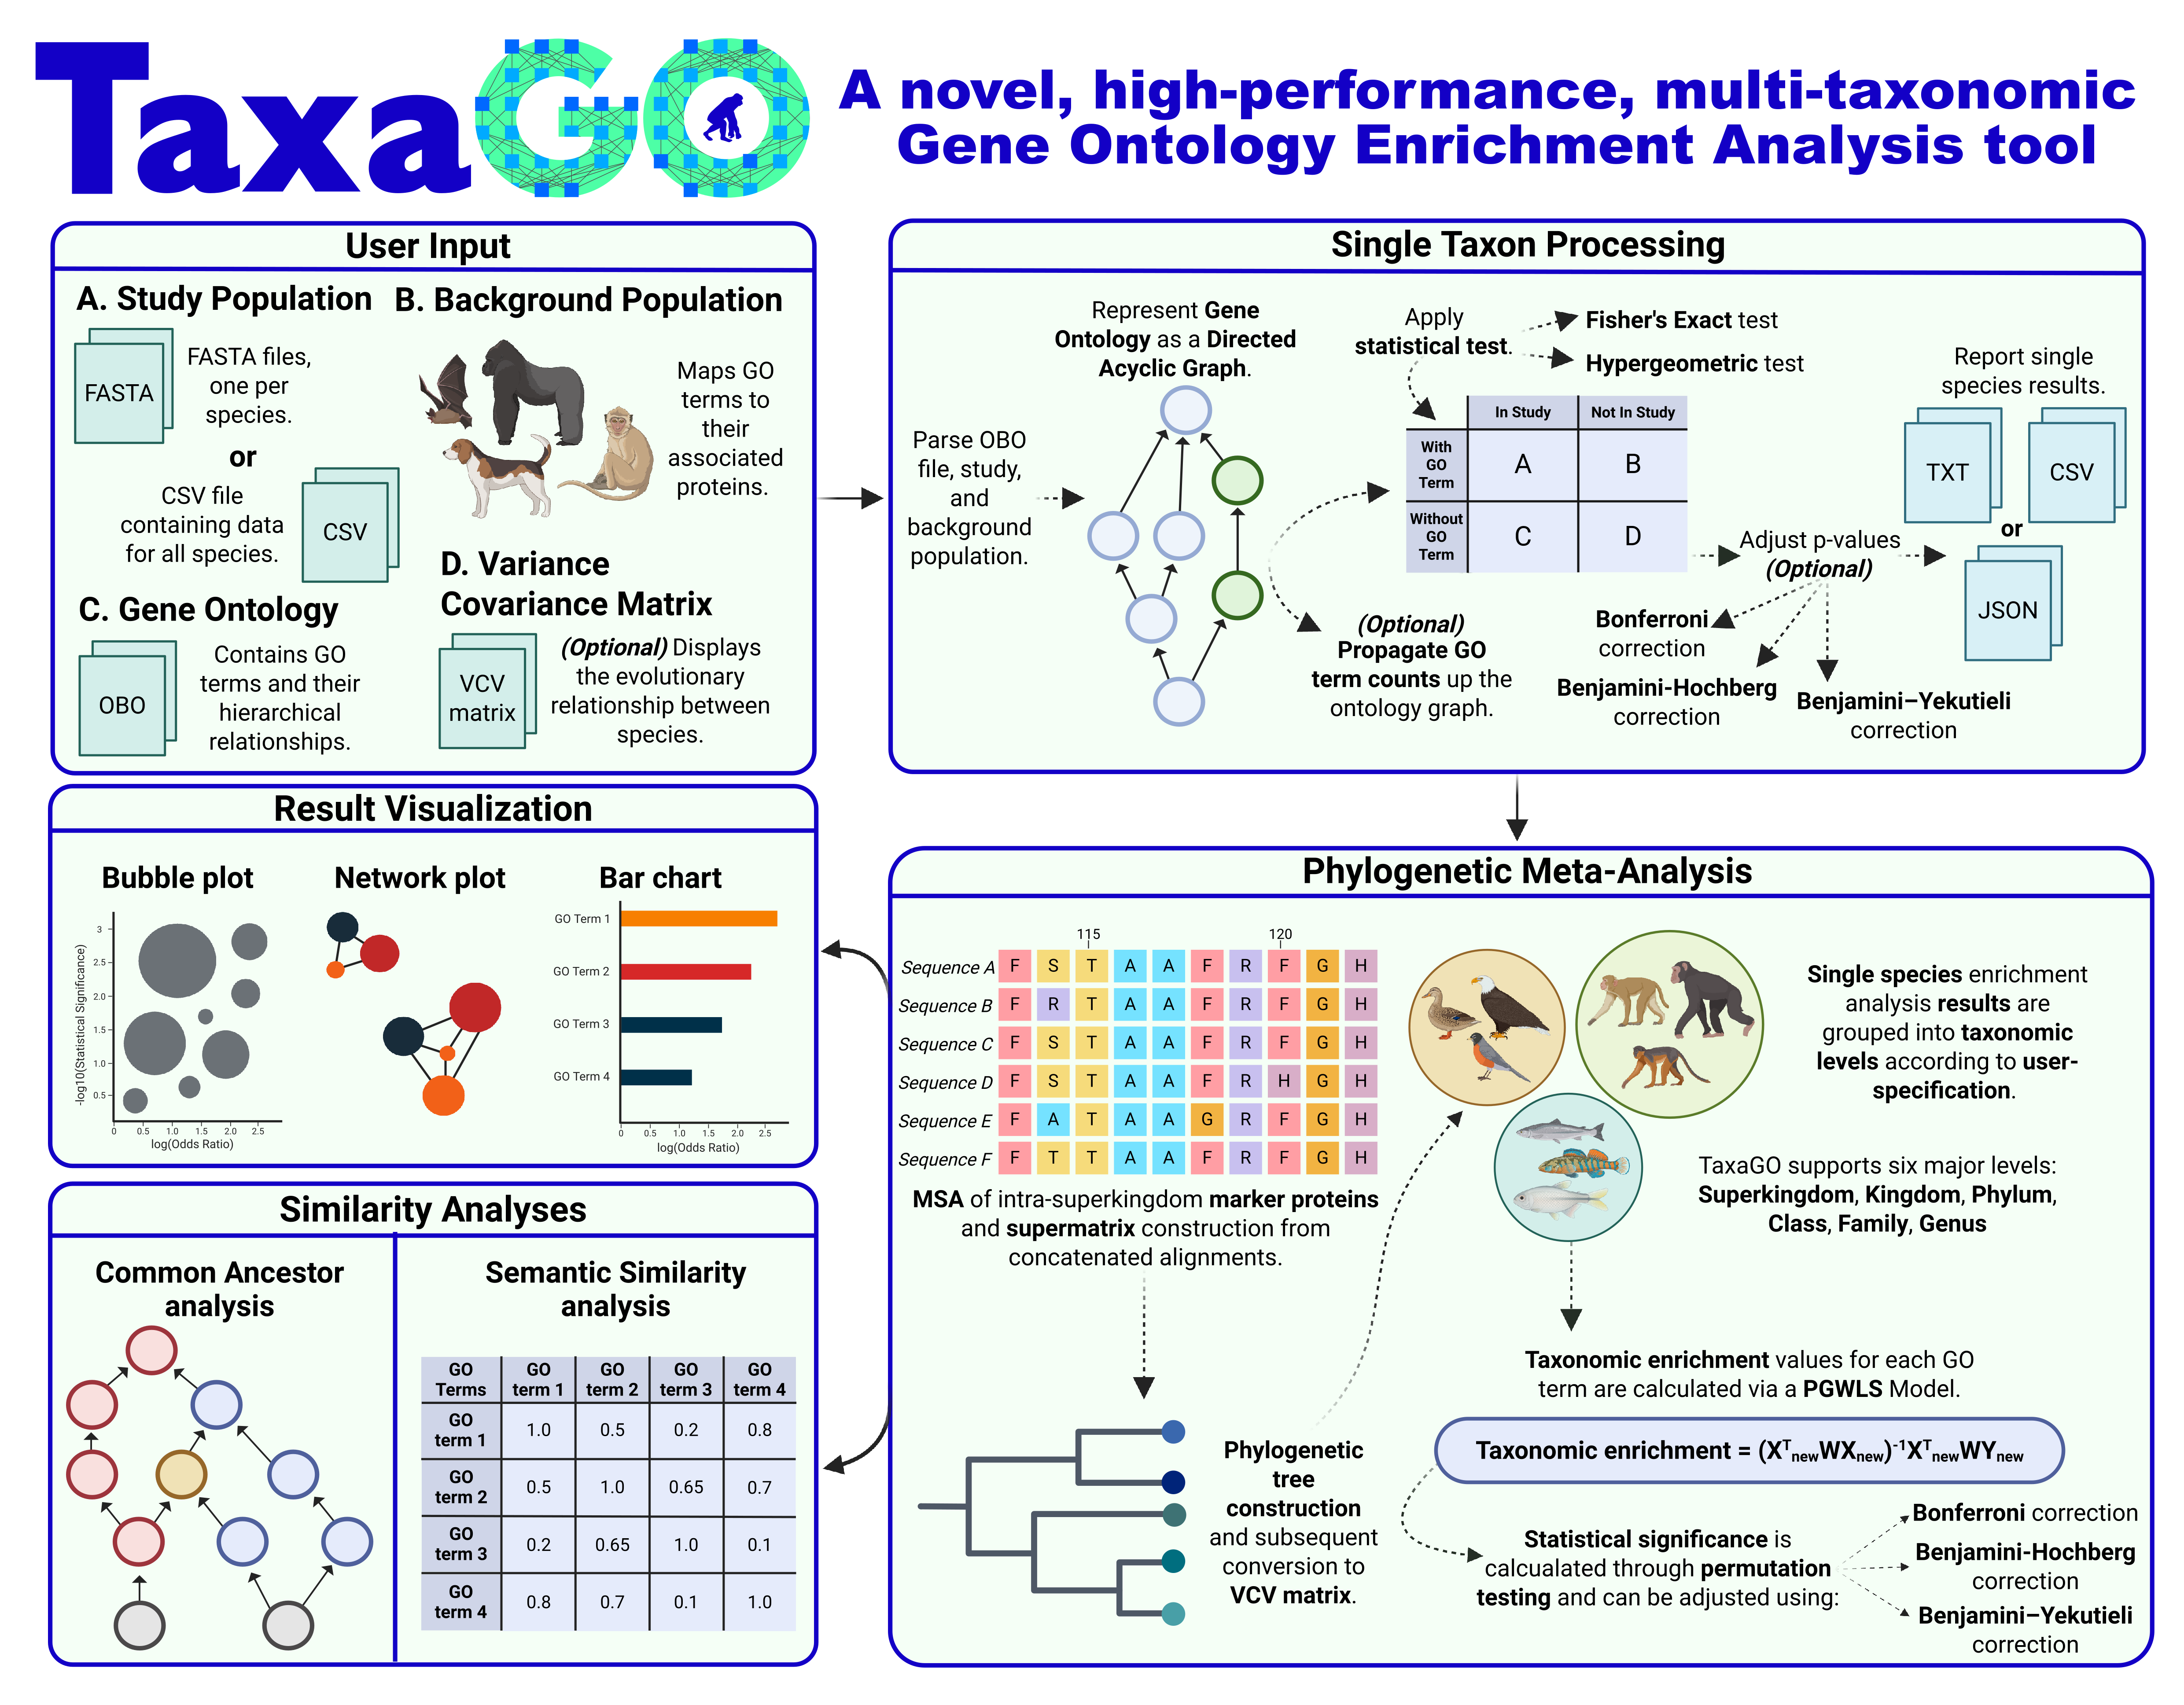 TaxaGO
A novel, high-performance, multi-taxonomic
Gene Ontology Enrichment Analysis tool
User Input
A. Study Population
FASTA
FASTA files,
one per
species.
or
CSV file
containing data
for all species.
CSV
B. Background Population
Maps GO
terms to
their
associated
proteins.
C. Gene Ontology
OBO
Contains GO
terms and their
hierarchical
relationships.
D. Variance
Covariance Matrix
VCV
matrix
(Optional) Displays
the evolutionary
relationship between
species.
Single Taxon Processing
Parse OBO
file, study,
and
background
population.
Represent Gene
Ontology as a Directed
Acyclic Graph.
Apply
statistical test.
Fisher's Exact test
Hypergeometric test
In Study Not In Study
With
GO
Term
A B
Without
GO
Term
C D
(Optional)
Propagate GO
term counts up the
ontology graph.
Adjust p-values
(Optional)
Bonferroni
correction
Benjamini-Hochberg
correction
Benjamini–Yekutieli
correction
Report single
species results.
TXT
CSV
or
JSON
Result Visualization
Bubble plot
-log10(Statistical Significance)
3
2.5
2.0
1.5
1.0
0.5
0 0.5 1.0 1.5 2.0 2.5
log(Odds Ratio)
Network plot
Bar chart
GO Term 1
GO Term 2
GO Term 3
GO Term 4
0 0.5 1.0 1.5 2.0 2.5
log(Odds Ratio)
Similarity Analyses
Common Ancestor
analysis
Semantic Similarity
analysis
GO
Terms
GO
term 1
GO
term 2
GO
term 3
GO
term 4
GO
term 1
1.0 0.5 0.2 0.8
GO
term 2
0.5 1.0 0.65 0.7
GO
term 3
0.2 0.65 1.0 0.1
GO
term 4
0.8 0.7 0.1 1.0
Phylogenetic Meta-Analysis
115 120
Sequence A F S T A A F R F G H
Sequence B F R T A A F R F G H
Sequence C F S T A A F R F G H
Sequence D F S T A A F R H G H
Sequence E F A T A A G R F G H
Sequence F F T T A A F R F G H
MSA of intra-superkingdom marker proteins
and supermatrix construction from
concatenated alignments.
Phylogenetic
tree
construction
and subsequent
conversion to
VCV matrix.
Single species enrichment
analysis results are
grouped into taxonomic
levels according to user-
specification.
TaxaGO supports six major levels:
Superkingdom, Kingdom, Phylum,
Class, Family, Genus
Taxonomic enrichment values for each GO
term are calculated via a PGWLS Model.
Taxonomic enrichment = (XᵀnewWXnew)⁻¹XᵀnewWYnew
Statistical significance is
calcualated through permutation
testing and can be adjusted using:
Bonferroni correction
Benjamini-Hochberg
correction
Benjamini–Yekutieli
correction